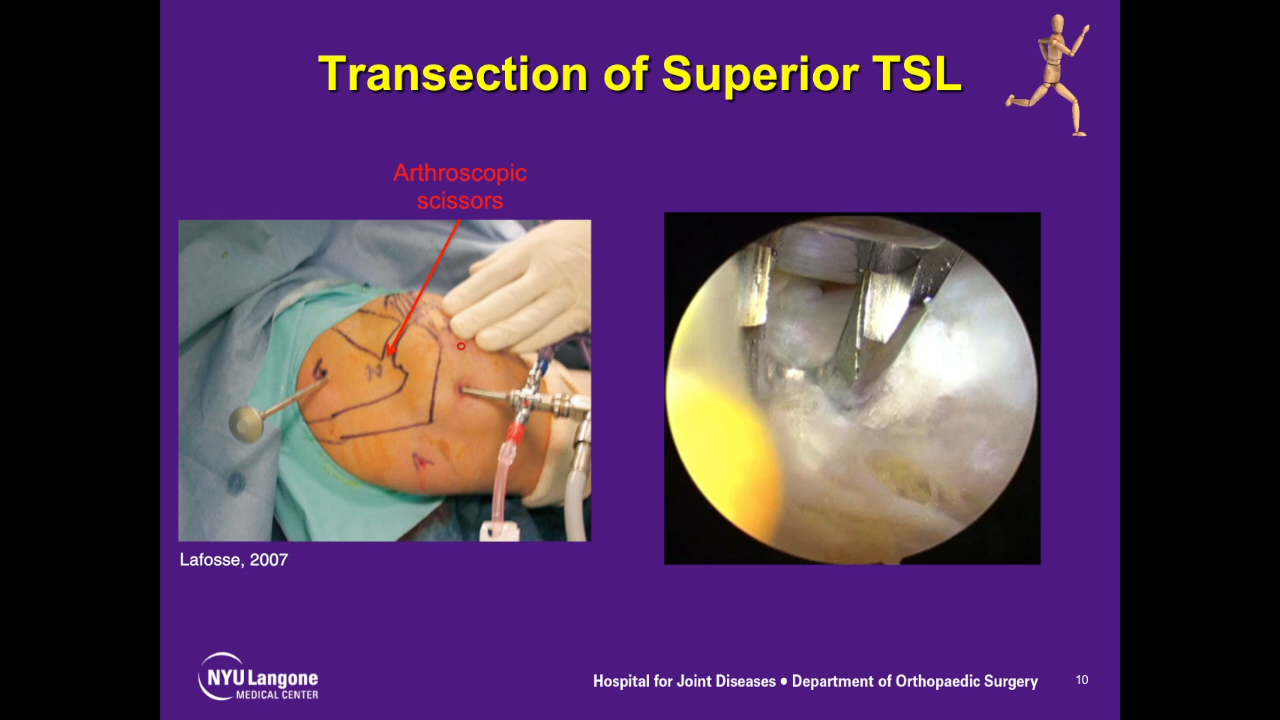 Transection of Superior TSL
Arthroscopic
scissors
Lafosse, 2007
NYU Langone
MEDICAL CENTER
Hospital for Joint Diseases ● Department of Orthopaedic Surgery
10